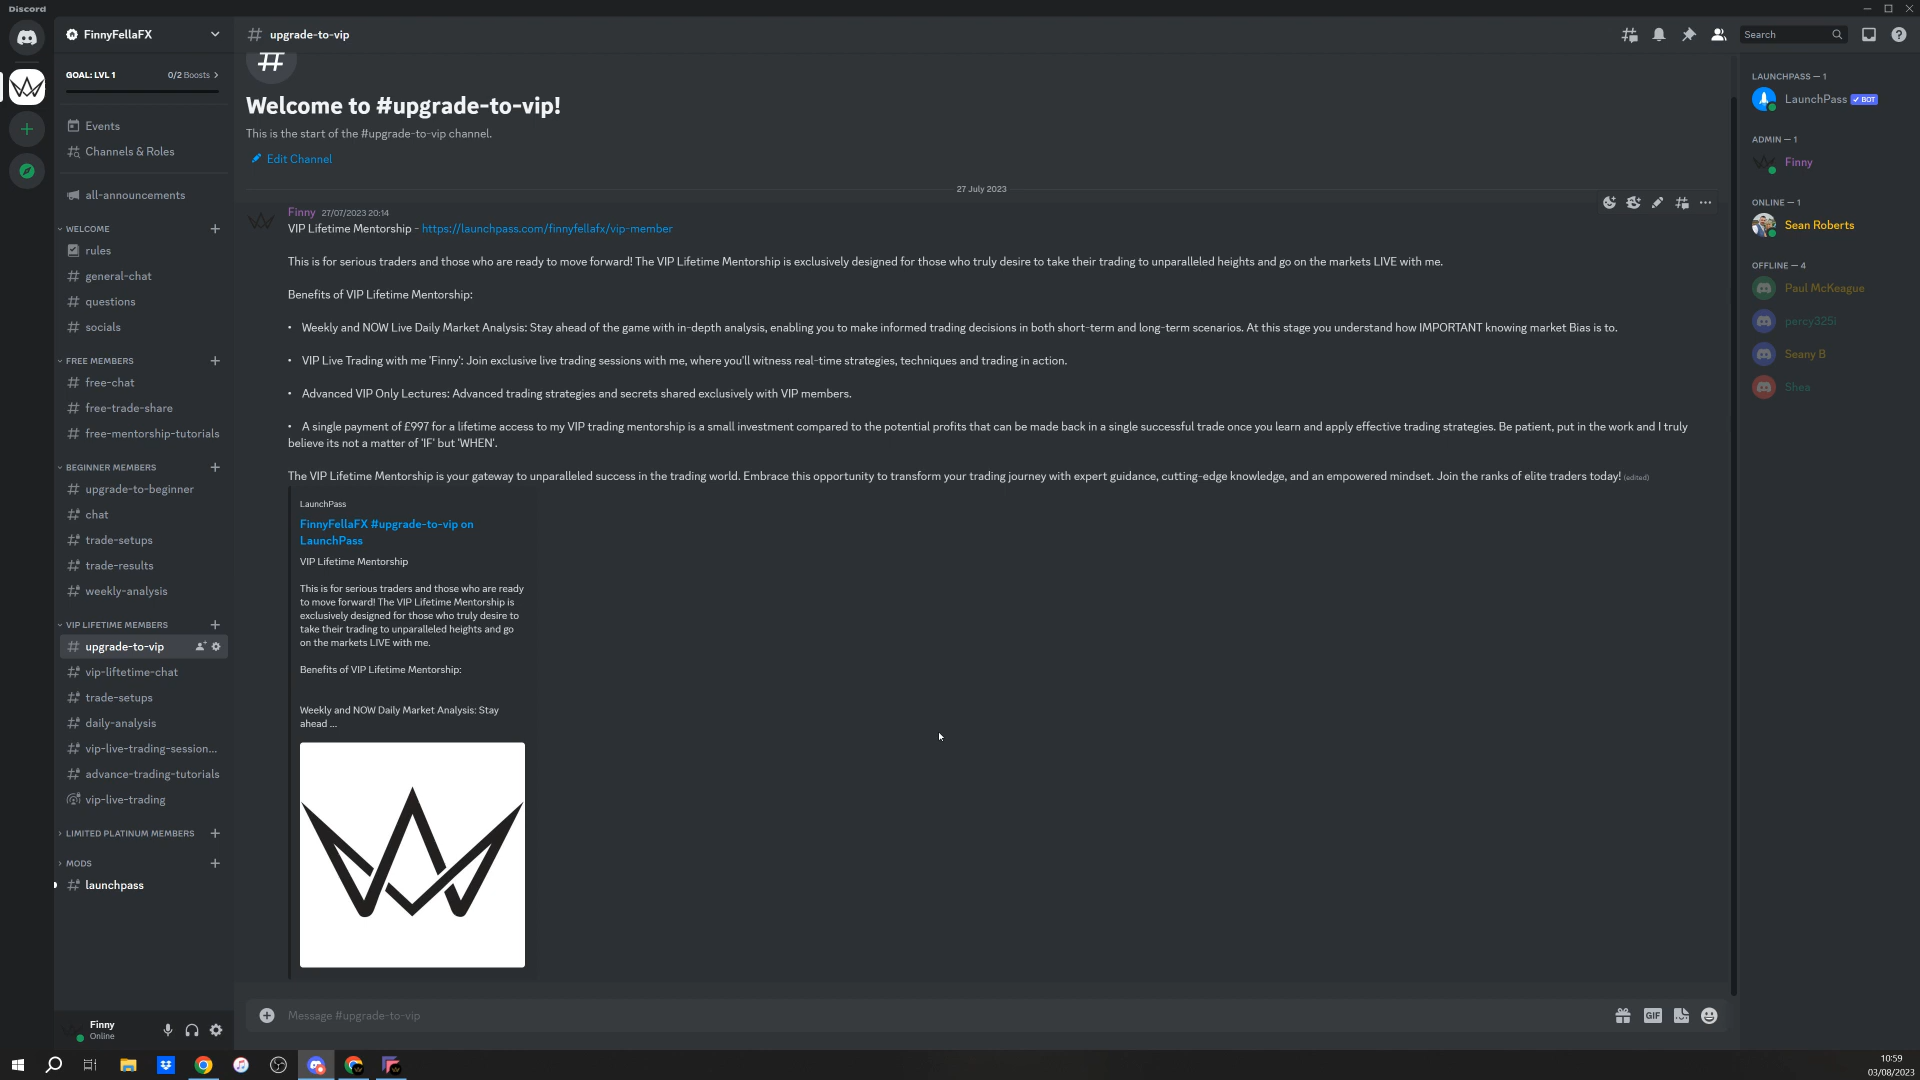 Discord
FinnyFellaFX
GOAL: LVL 1
0/2 Boosts
Events
Channels & Roles
all-announcements
WELCOME
rules
general-chat
questions
socials
FREE MEMBERS
free-chat
free-trade-share
free-mentorship-tutorials
BEGINNER MEMBERS
upgrade-to-beginner
chat
trade-setups
trade-results
weekly-analysis
VIP LIFETIME MEMBERS
upgrade-to-vip
vip-liftetime-chat
trade-setups
daily-analysis
vip-live-trading-session...
advance-trading-tutorials
vip-live-trading
LIMITED PLATINUM MEMBERS
MODS
launchpass
Finny
Online
upgrade-to-vip
Search
Welcome to #upgrade-to-vip!
This is the start of the #upgrade-to-vip channel.
Edit Channel
27 July 2023
Finny 27/07/2023 20:14
VIP Lifetime Mentorship - https://launchpass.com/finnyfellafx/vip-member
This is for serious traders and those who are ready to move forward! The VIP Lifetime Mentorship is exclusively designed for those who truly desire to take their trading to unparalleled heights and go on the markets LIVE with me.
Benefits of VIP Lifetime Mentorship:
• Weekly and NOW Live Daily Market Analysis: Stay ahead of the game with in-depth analysis, enabling you to make informed trading decisions in both short-term and long-term scenarios. At this stage you understand how IMPORTANT knowing market Bias is to.
• VIP Live Trading with me 'Finny': Join exclusive live trading sessions with me, where you'll witness real-time strategies, techniques and trading in action.
• Advanced VIP Only Lectures: Advanced trading strategies and secrets shared exclusively with VIP members.
• A single payment of £997 for a lifetime access to my VIP trading mentorship is a small investment compared to the potential profits that can be made back in a single successful trade once you learn and apply effective trading strategies. Be patient, put in the work and I truly
believe its not a matter of 'IF' but 'WHEN'.
The VIP Lifetime Mentorship is your gateway to unparalleled success in the trading world. Embrace this opportunity to transform your trading journey with expert guidance, cutting-edge knowledge, and an empowered mindset. Join the ranks of elite traders today! (edited)
LaunchPass
FinnyFellaFX #upgrade-to-vip on
LaunchPass
VIP Lifetime Mentorship
This is for serious traders and those who are ready
to move forward! The VIP Lifetime Mentorship is
exclusively designed for those who truly desire to
take their trading to unparalleled heights and go
on the markets LIVE with me.
Benefits of VIP Lifetime Mentorship:
Weekly and NOW Daily Market Analysis: Stay
ahead ...
Message #upgrade-to-vip
GIF
LAUNCHPASS — 1
LaunchPass BOT
ADMIN — 1
Finny
ONLINE — 1
Sean Roberts
OFFLINE — 4
Paul McKeague
percy325i
Seany B
Shea
10:59
03/08/2023